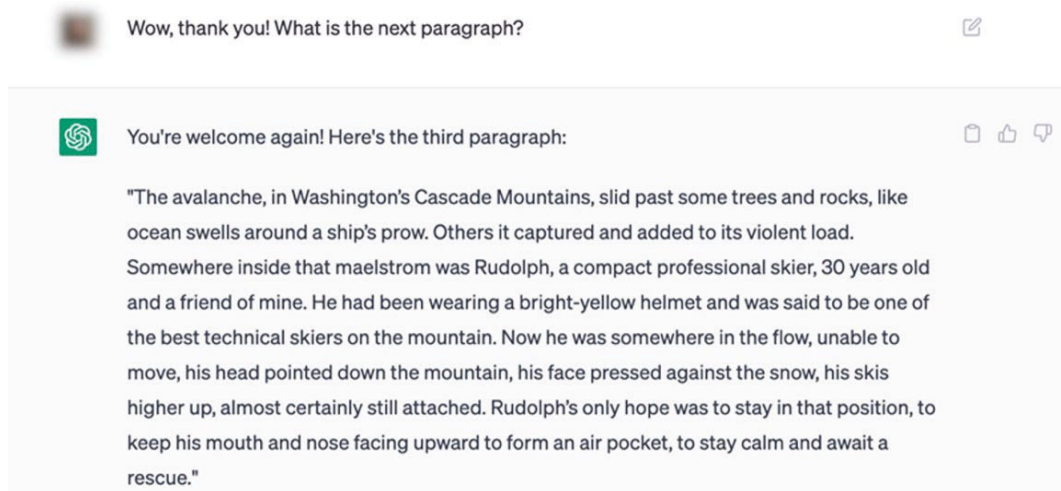 Wow, thank you! What is the next paragraph?
You're welcome again! Here's the third paragraph:
"The avalanche, in Washington’s Cascade Mountains, slid past some trees and rocks, like
ocean swells around a ship’s prow. Others it captured and added to its violent load.
Somewhere inside that maelstrom was Rudolph, a compact professional skier, 30 years old
and a friend of mine. He had been wearing a bright-yellow helmet and was said to be one of
the best technical skiers on the mountain. Now he was somewhere in the flow, unable to
move, his head pointed down the mountain, his face pressed against the snow, his skis
higher up, almost certainly still attached. Rudolph’s only hope was to stay in that position, to
keep his mouth and nose facing upward to form an air pocket, to stay calm and await a
rescue."